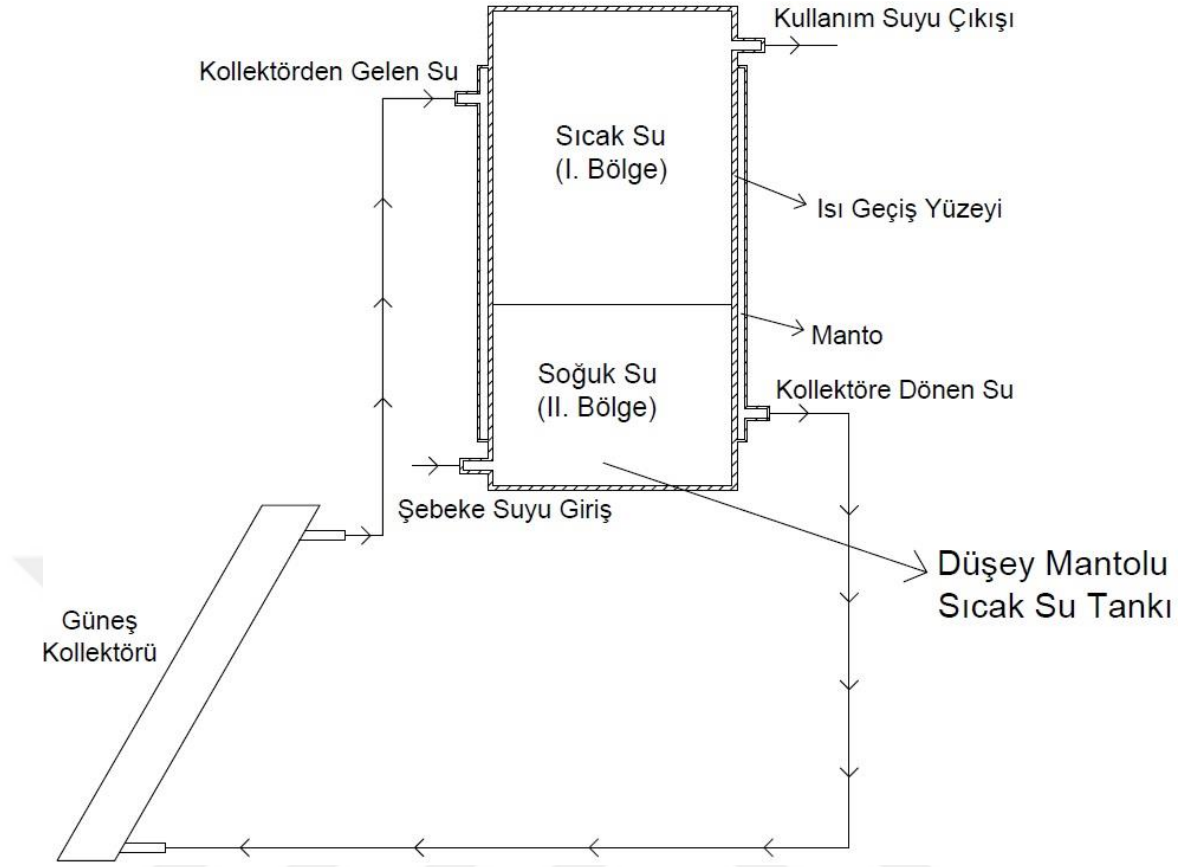 Kullanım Suyu Çıkışı
Kollektörden Gelen Su
Sıcak Su
(I. Bölge)
Isı Geçiş Yüzeyi
Manto
Soğuk Su
(II. Bölge)
Kollektöre Dönen Su
Şebeke Suyu Giriş
Düşey Mantolu
Sıcak Su Tankı
Güneş
Kollektörü